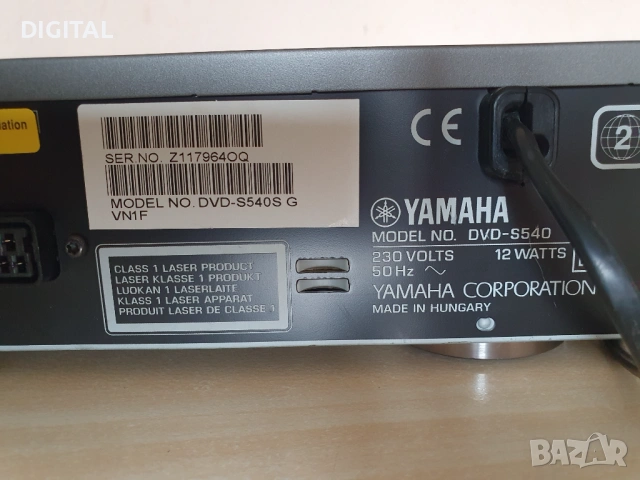 DIGITAL
SER.NO. Z117964OQ
MODEL NO. DVD-S540S G
VN1F
CLASS 1 LASER PRODUCT
LASER KLASSE 1 PRODUKT
LUOKAN 1 LASERLAITE
KLASS 1 LASER APPARAT
PRODUIT LASER DE CLASSE 1
CE
2
YAMAHA
MODEL NO. DVD-S540
230 VOLTS 12 WATTS
50Hz ~
YAMAHA CORPORATION
MADE IN HUNGARY
BAZAR